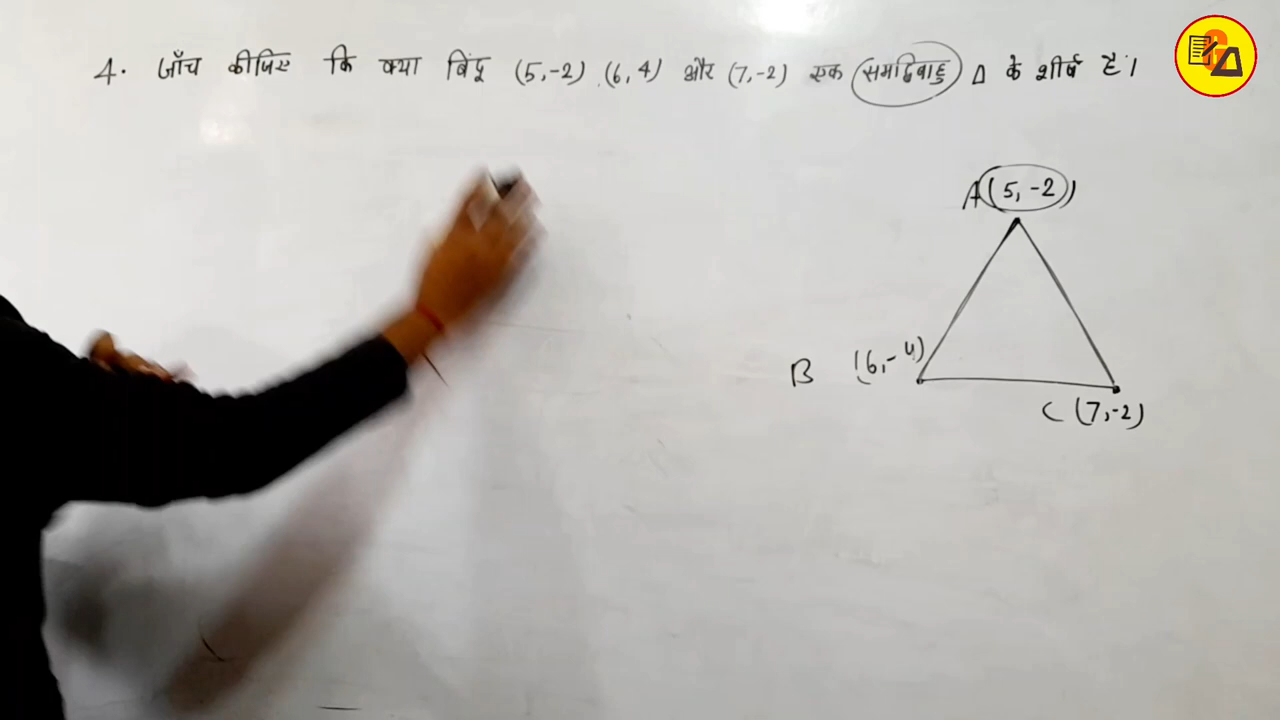 4. जाँच कीजिए कि क्या बिंदू (5,-2) (6,4) और (7,-2) एक समद्विबाहु Δ के शीर्ष है।
A(5,-2)
B (6,-4)
C (7,-2)